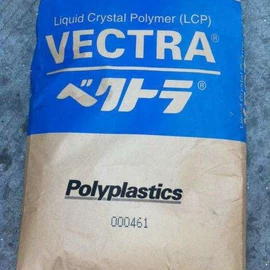 Liquid Crystal Polymer (LCP)
VECTRA®
ベクトラ®
Polyplastics
000461